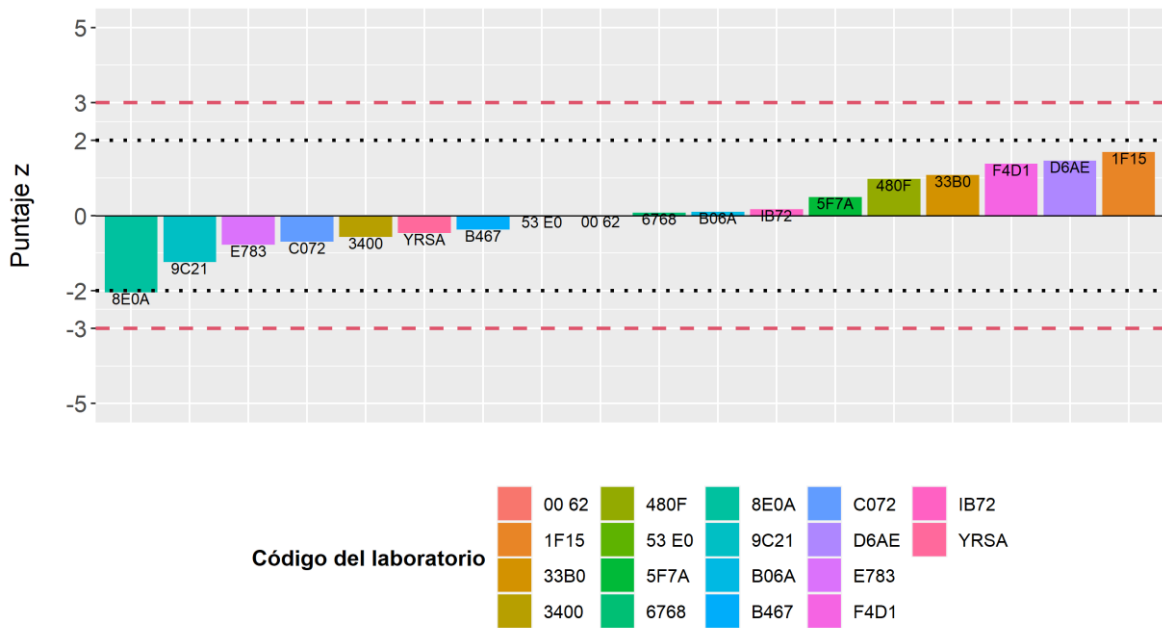 5
3
2
1F15
D6AE
F4D1
33B0
480F
5F7A
Puntaje z
0
53 E0
00 62
6768
B06A
IB72
B467
YRSA
3400
C072
E783
9C21
-2
8E0A
-3
-5
Código del laboratorio
00 62 480F 8E0A C072 IB72
1F15 53 E0 9C21 D6AE YRSA
33B0 5F7A B06A E783
3400 6768 B467 F4D1